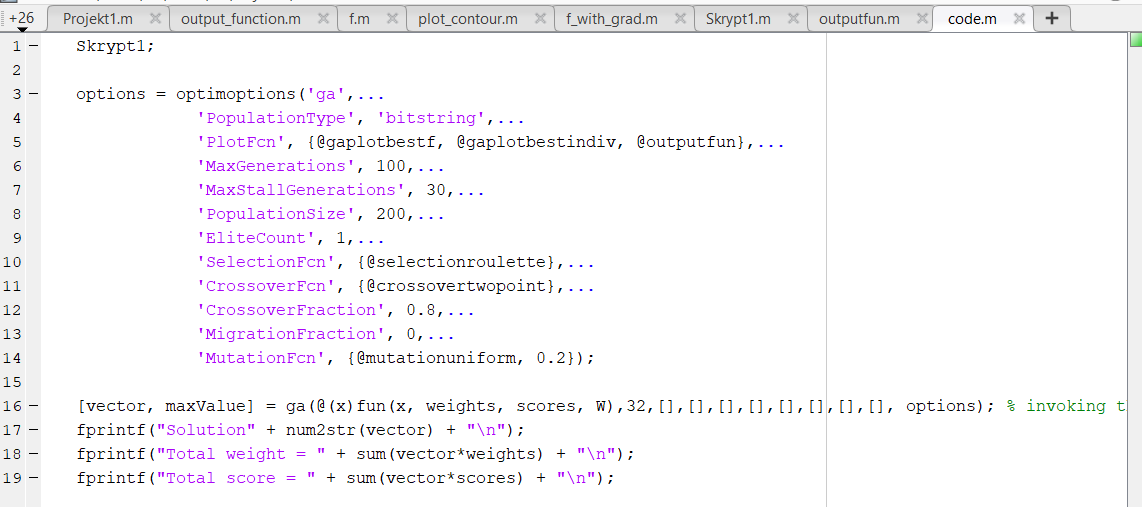 +26 Projekt1.m output_function.m f.m plot_contour.m f_with_grad.m Skrypt1.m outputfun.m code.m +
1 Skrypt1;
2
3 options = optimoptions('ga',...
4 'PopulationType', 'bitstring',...
5 'PlotFcn', {@gaplotbestf, @gaplotbestindiv, @outputfun},...
6 'MaxGenerations', 100,...
7 'MaxStallGenerations', 30,...
8 'PopulationSize', 200,...
9 'EliteCount', 1,...
10 'SelectionFcn', {@selectionroulette},...
11 'CrossoverFcn', {@crossovertwopoint},...
12 'CrossoverFraction', 0.8,...
13 'MigrationFraction', 0,...
14 'MutationFcn', {@mutationuniform, 0.2});
15
16 [vector, maxValue] = ga(@(x)fun(x, weights, scores, W),32,[],[],[],[],[],[],[],[], options); % invoking t
17 fprintf("Solution" + num2str(vector) + "\n");
18 fprintf("Total weight = " + sum(vector*weights) + "\n");
19 fprintf("Total score = " + sum(vector*scores) + "\n");